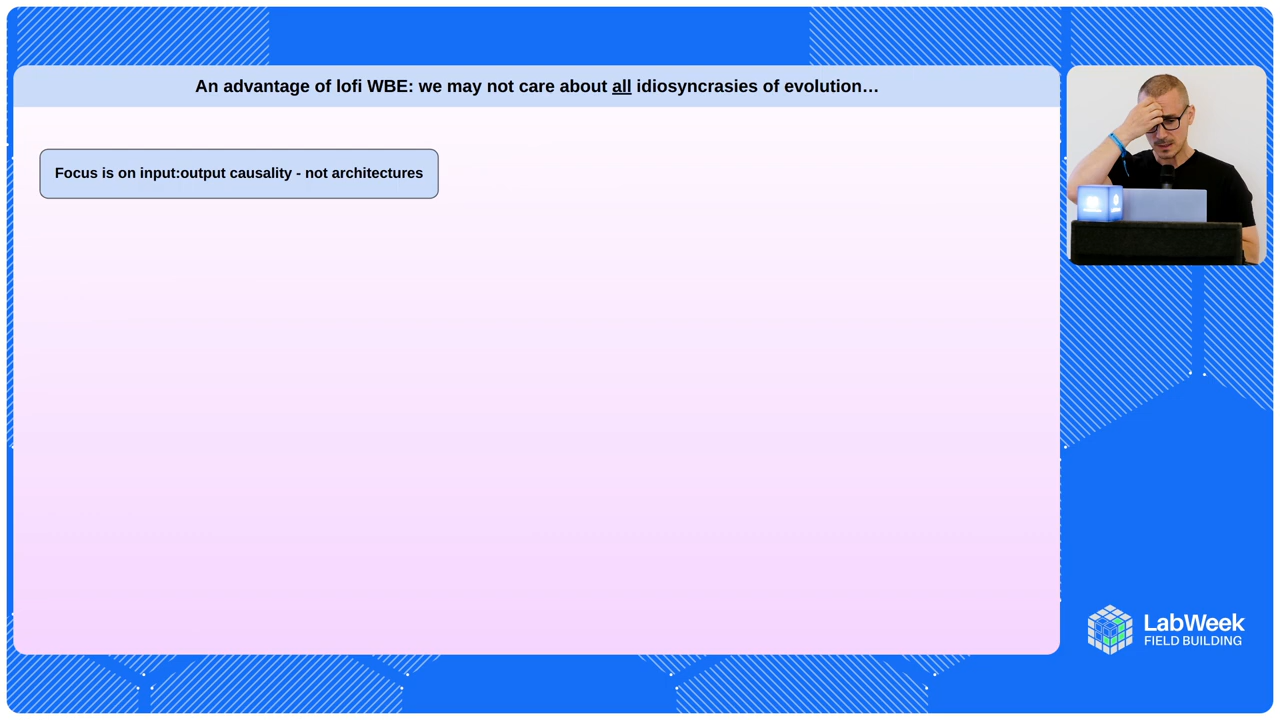 An advantage of lofi WBE: we may not care about all idiosyncrasies of evolution…
Focus is on input:output causality - not architectures
LabWeek
FIELD BUILDING